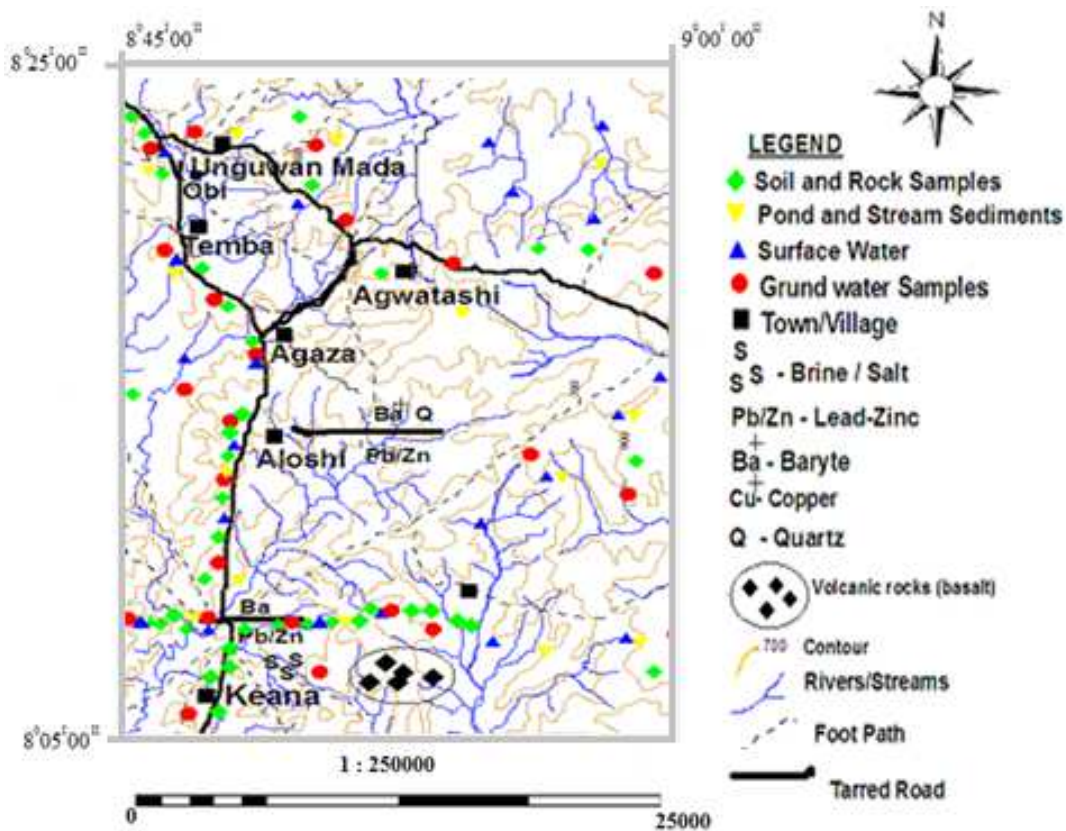 8°45'00"
9°00'00"
N
8°25'00"
Unguwan Mada
Obi
Temba
Agwatashi
Agaza
Ba Q
Aloshi
Pb/Zn
Ba
Pb/Zn
S
S S
Keana
8°05'00"
1 : 250000
0 25000
LEGEND
Soil and Rock Samples
Pond and Stream Sediments
Surface Water
Grund water Samples
Town/Village
S
S S - Brine / Salt
Pb/Zn - Lead-Zinc
Ba - Baryte
Cu - Copper
Q - Quartz
Volcanic rocks (basalt)
700 Contour
Rivers/Streams
Foot Path
Tarred Road